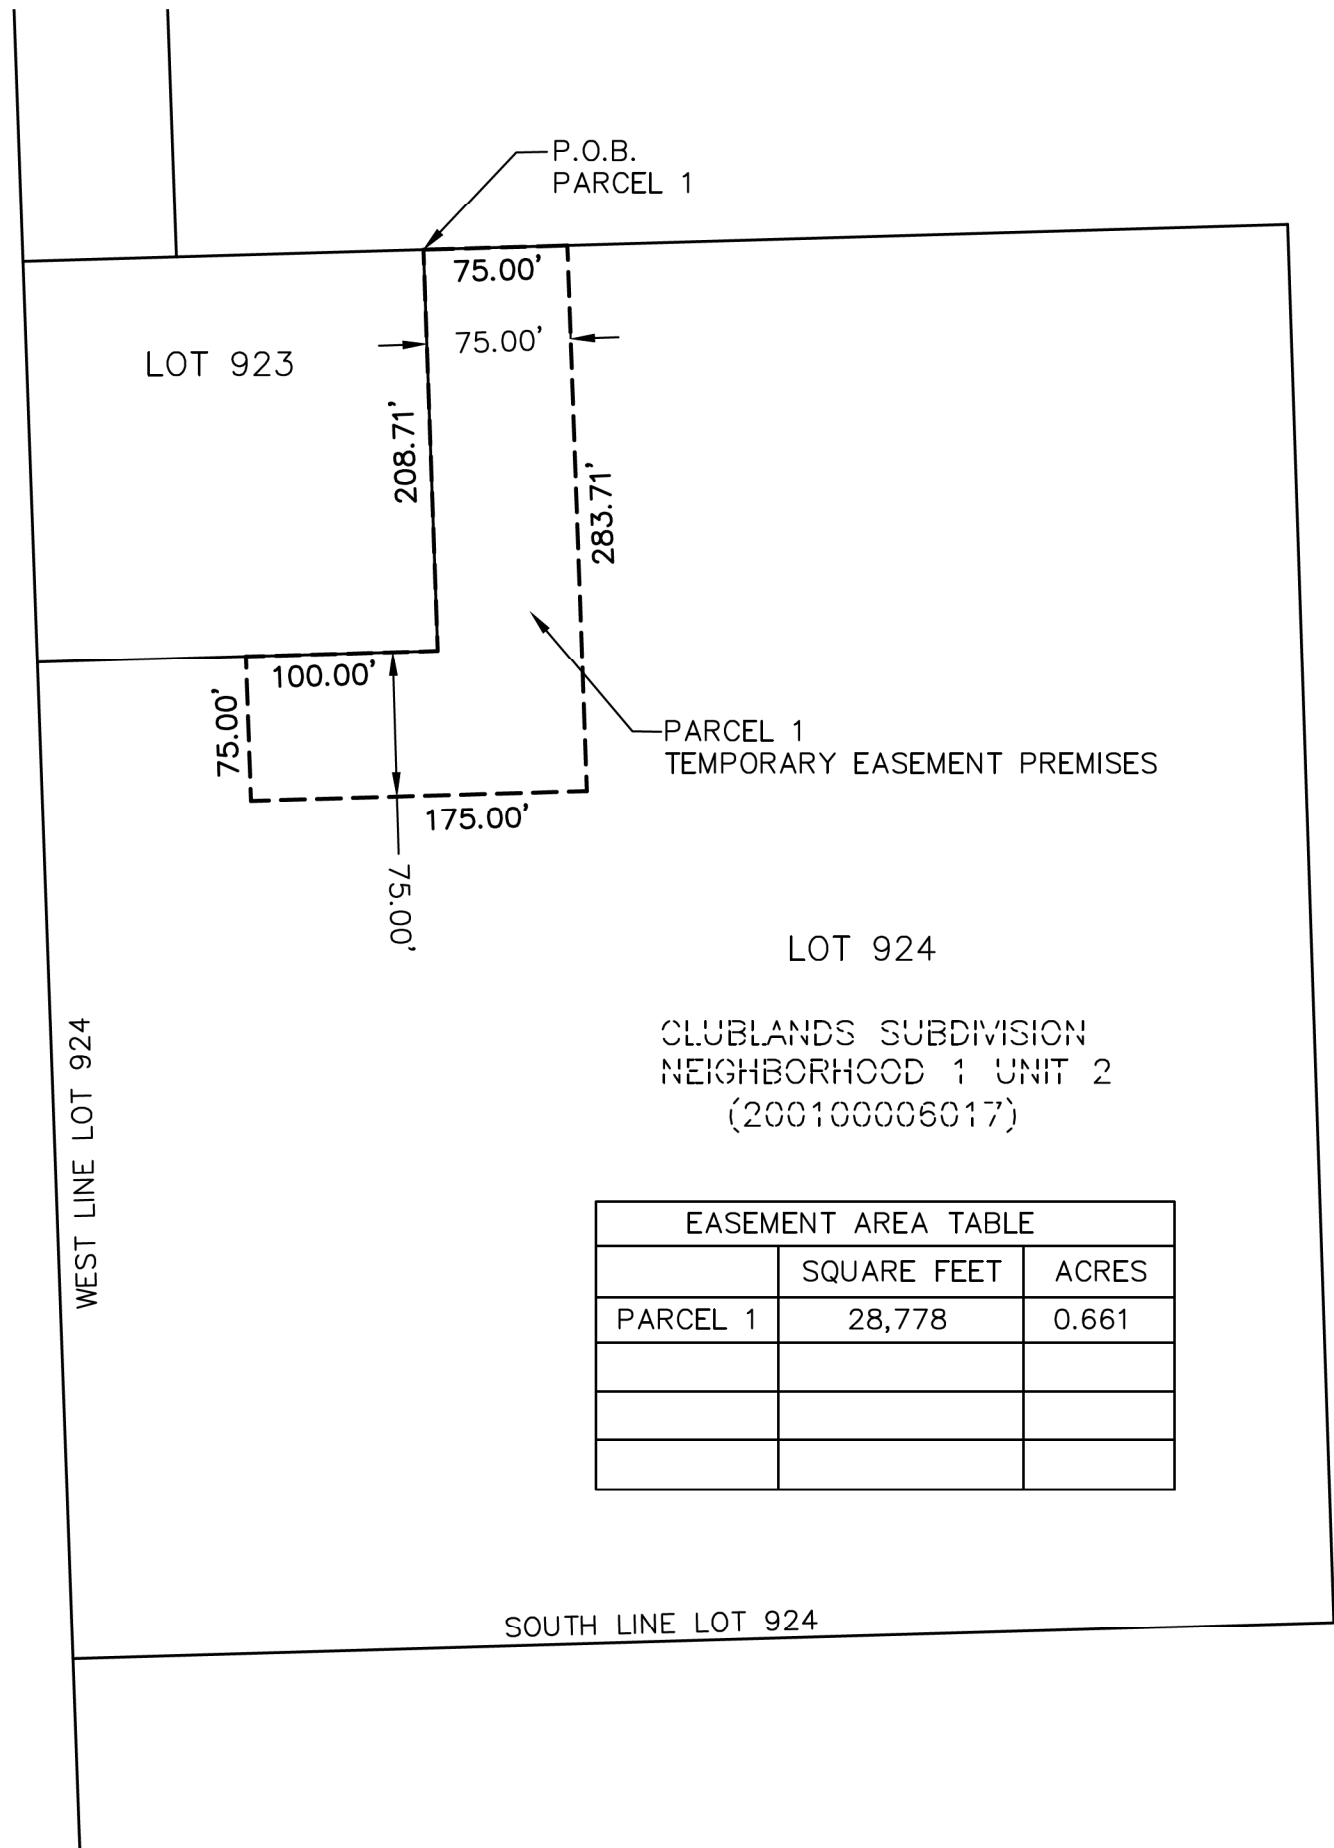 P.O.B.
PARCEL 1
75.00'
75.00'
LOT 923
208.71'
283.71'
100.00'
75.00'
PARCEL 1
TEMPORARY EASEMENT PREMISES
175.00'
75.00'
LOT 924
CLUBLANDS SUBDIVISION
NEIGHBORHOOD 1 UNIT 2
(200100006017)
WEST LINE LOT 924
EASEMENT AREA TABLE
SQUARE FEET ACRES
PARCEL 1 28,778 0.661
SOUTH LINE LOT 924